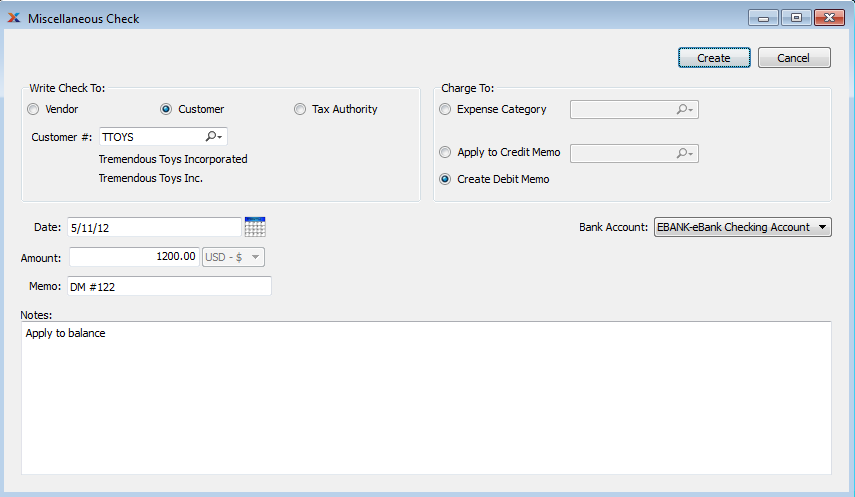 Miscellaneous Check
Create Cancel
Write Check To:
Vendor Customer Tax Authority
Customer #: TTOYS
Tremendous Toys Incorporated
Tremendous Toys Inc.
Charge To:
Expense Category
Apply to Credit Memo
Create Debit Memo
Date: 5/11/12
Bank Account: EBANK-eBank Checking Account
Amount: 1200.00 USD - $
Memo: DM #122
Notes:
Apply to balance